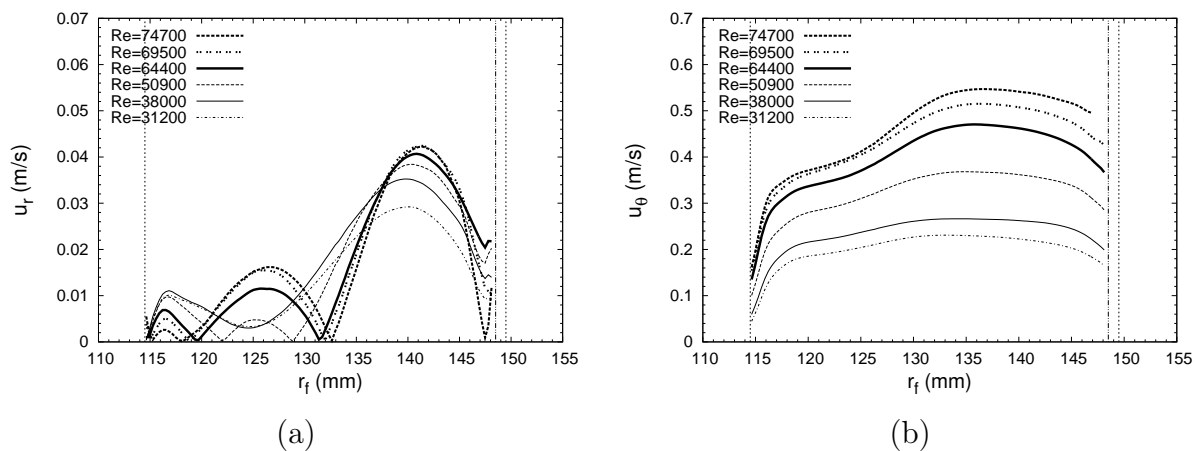 0.07
0.06
0.05
0.04
0.03
0.02
0.01
0
u_r (m/s)
Re=74700
Re=69500
Re=64400
Re=50900
Re=38000
Re=31200
110 115 120 125 130 135 140 145 150 155
r_f (mm)
(a)
0.7
0.6
0.5
0.4
0.3
0.2
0.1
0
u_θ (m/s)
Re=74700
Re=69500
Re=64400
Re=50900
Re=38000
Re=31200
110 115 120 125 130 135 140 145 150 155
r_f (mm)
(b)